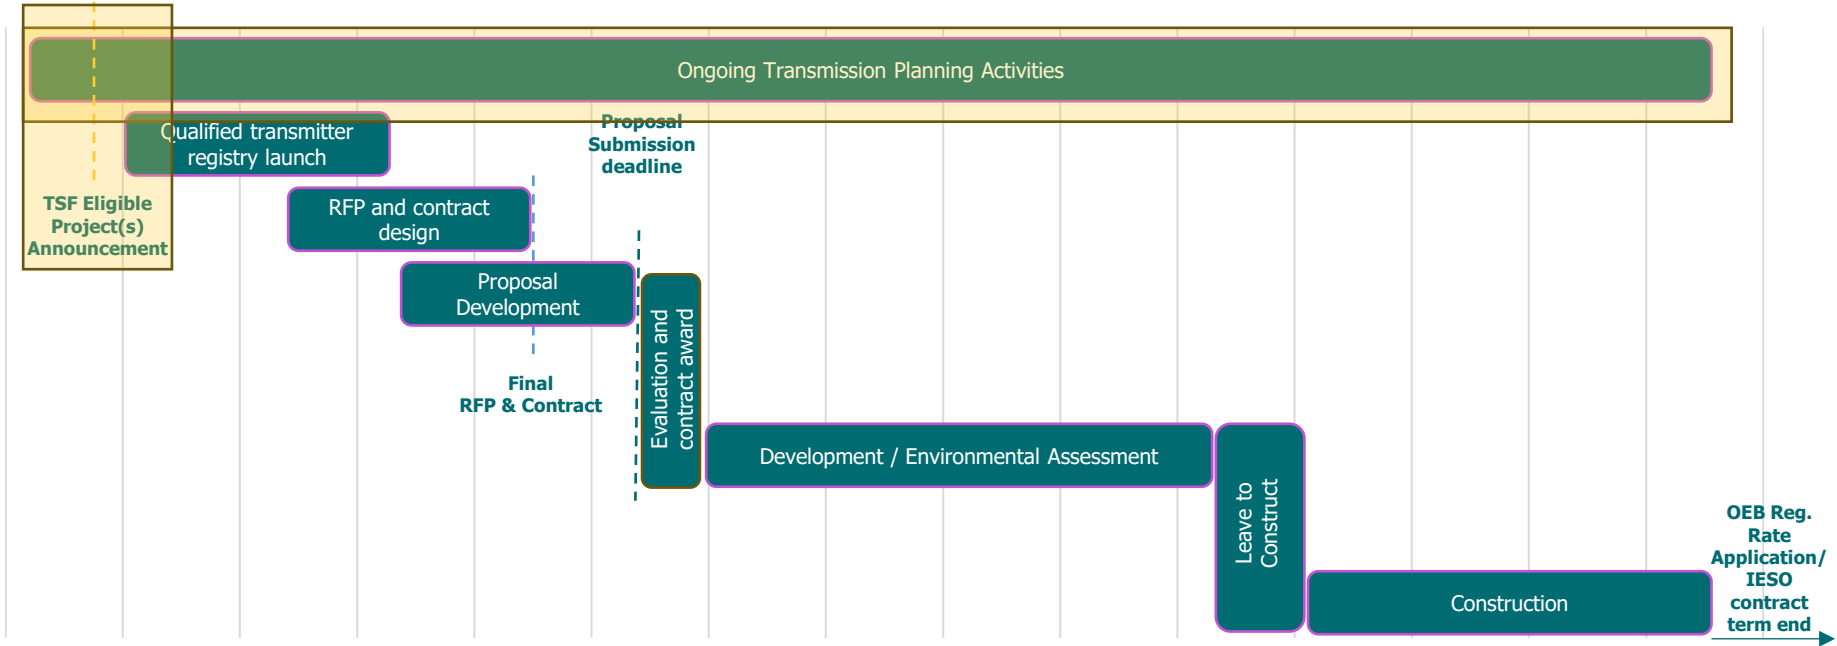 Ongoing Transmission Planning Activities
Qualified transmitter
registry launch
Proposal
Submission
deadline
TSF Eligible
Project(s)
Announcement
RFP and contract
design
Proposal
Development
Final
RFP & Contract
Evaluation and
contract award
Development / Environmental Assessment
Leave to
Construct
OEB Reg.
Rate
Application/
IESO
contract
term end
Construction